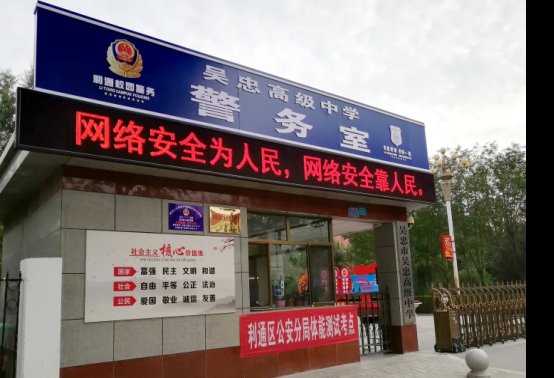 利通校园警务
LI TONG CAMPUS POLICING
吴忠高级中学
警务室
网络安全为人民，网络安全靠人民。
社会主义核心价值观
国家 富强 民主 文明 和谐
社会 自由 平等 公正 法治
公民 爱国 敬业 诚信 友善
利通区公安分局体能测试考点
吴忠市吴忠高级中学